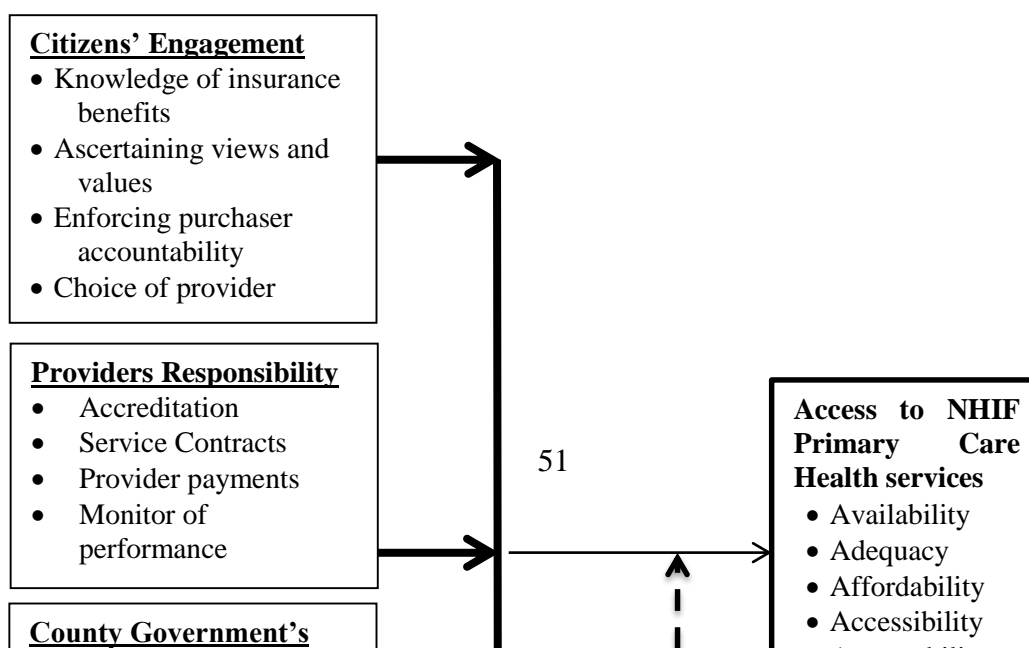 Citizens’ Engagement
• Knowledge of insurance
benefits
• Ascertaining views and
values
• Enforcing purchaser
accountability
• Choice of provider
Providers Responsibility
• Accreditation
• Service Contracts
• Provider payments
• Monitor of
performance
County Government’s
51
Access to NHIF
Primary Care
Health services
• Availability
• Adequacy
• Affordability
• Accessibility